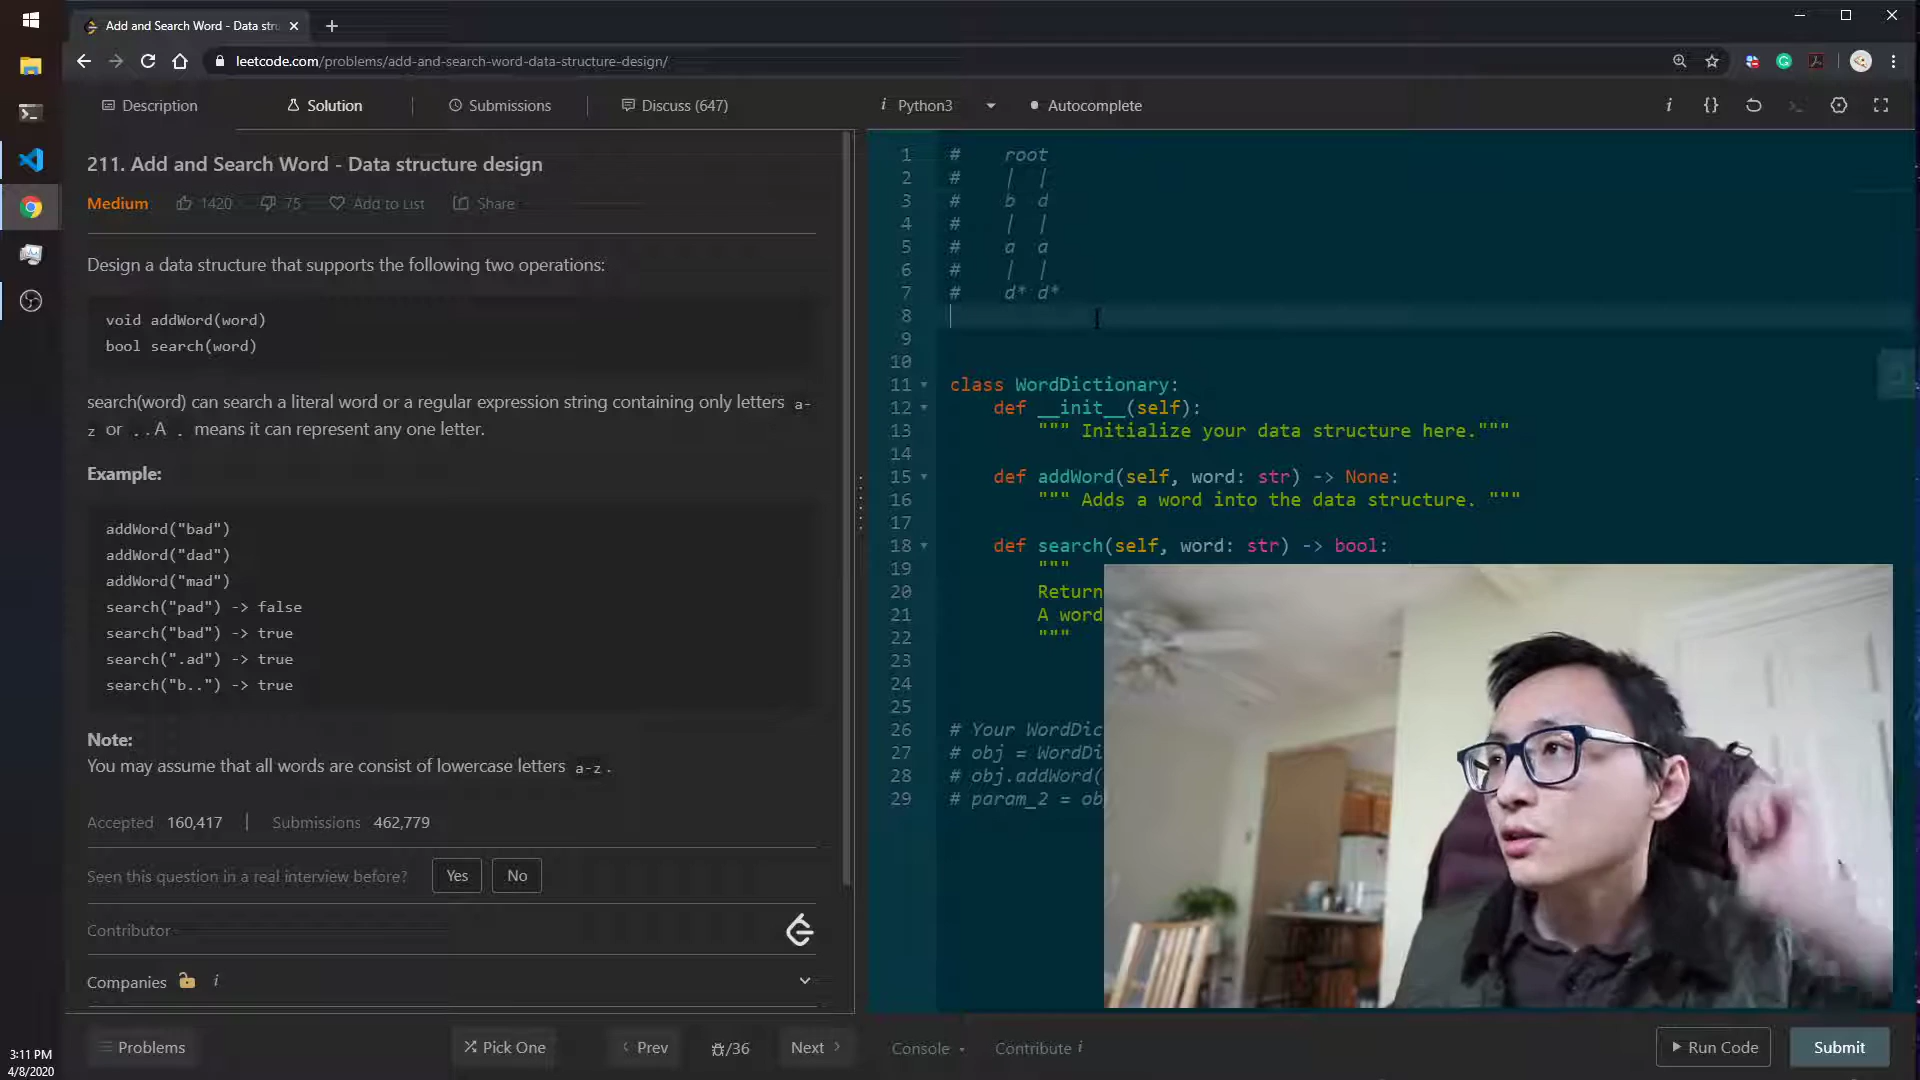 Add and Search Word - Data stru
leetcode.com/problems/add-and-search-word-data-structure-design/
Description
Solution
Submissions
Discuss (647)
i Python3
Autocomplete
i {}
211. Add and Search Word - Data structure design
Medium 1420 75 Add to List Share
Design a data structure that supports the following two operations:
void addWord(word)
bool search(word)
search(word) can search a literal word or a regular expression string containing only letters a-
z or . . A . means it can represent any one letter.
Example:
addWord("bad")
addWord("dad")
addWord("mad")
search("pad") -> false
search("bad") -> true
search(".ad") -> true
search("b..") -> true
Note:
You may assume that all words are consist of lowercase letters a-z .
Accepted 160,417 | Submissions 462,779
Seen this question in a real interview before? Yes No
Contributor
Companies i
Problems
Pick One
Prev
/36
Next
1 # root
2 # | |
3 # b d
4 # | |
5 # a a
6 # | |
7 # d* d*
8
9
10
11 class WordDictionary:
12 def __init__(self):
13 """ Initialize your data structure here."""
14
15 def addWord(self, word: str) -> None:
16 """ Adds a word into the data structure. """
17
18 def search(self, word: str) -> bool:
19 """
20 Return
21 A word
22 """
23
24
25
26 # Your WordDic
27 # obj = WordDi
28 # obj.addWord(
29 # param_2 = ob
Console
Contribute i
Run Code
Submit
3:11 PM
4/8/2020